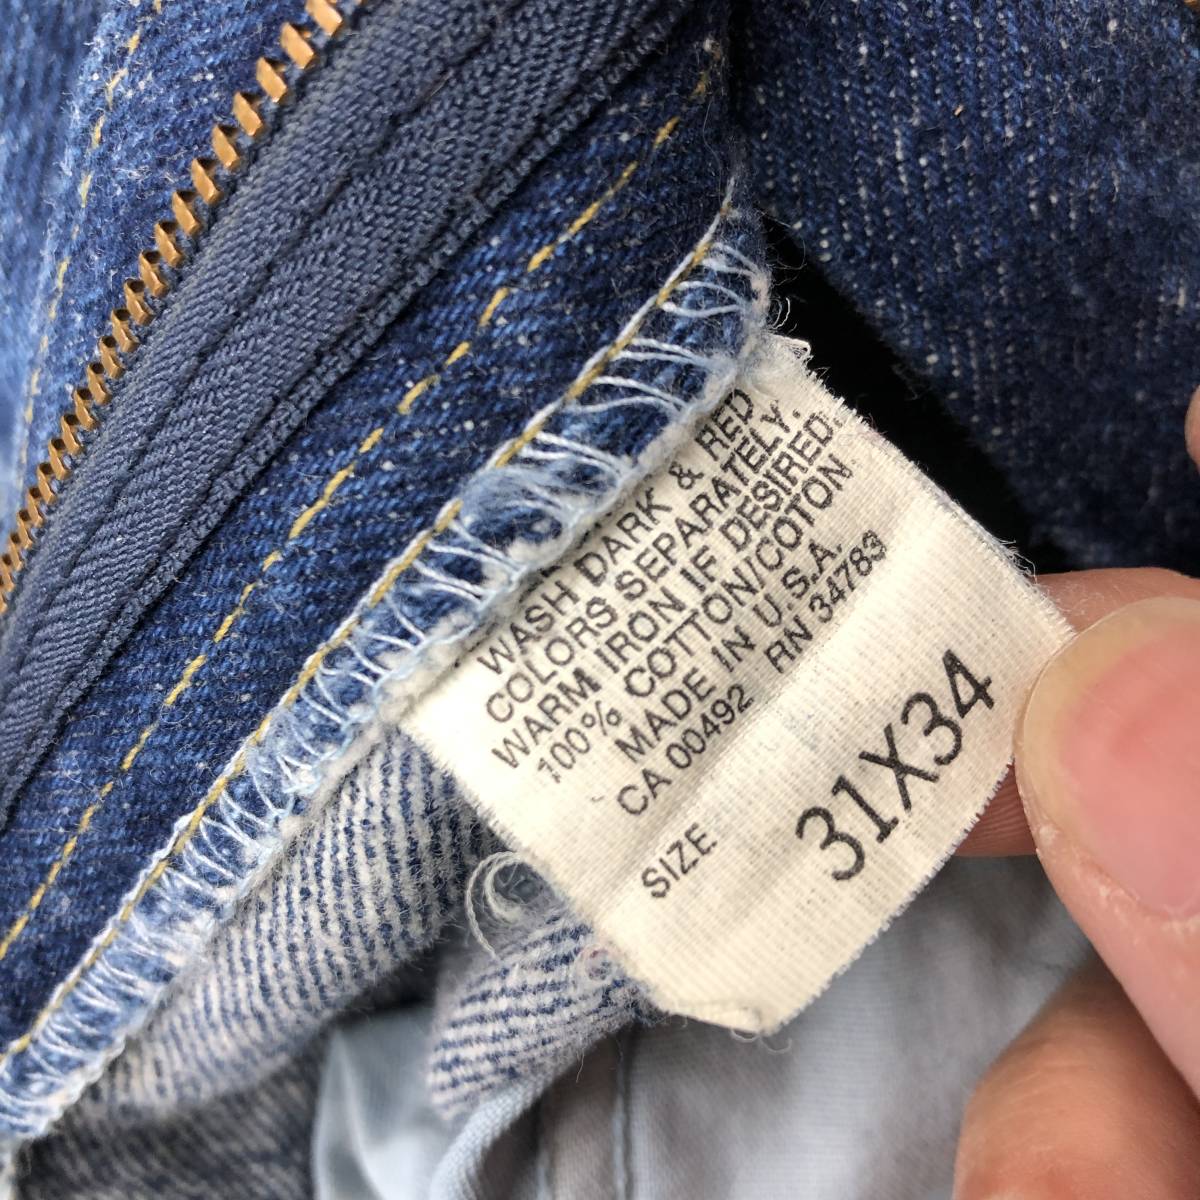 WASH DARK & RED
COLORS SEPARATELY.
WARM IRON IF DESIRED.
100% COTTON/COTON
MADE IN U.S.A.
CA 00492 RN 34783
SIZE 31X34